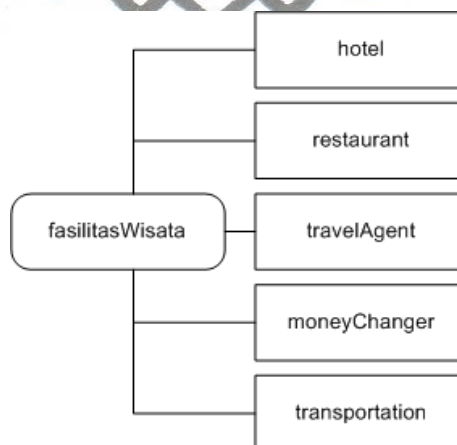 hotel
restaurant
fasilitasWisata
travelAgent
moneyChanger
transportation